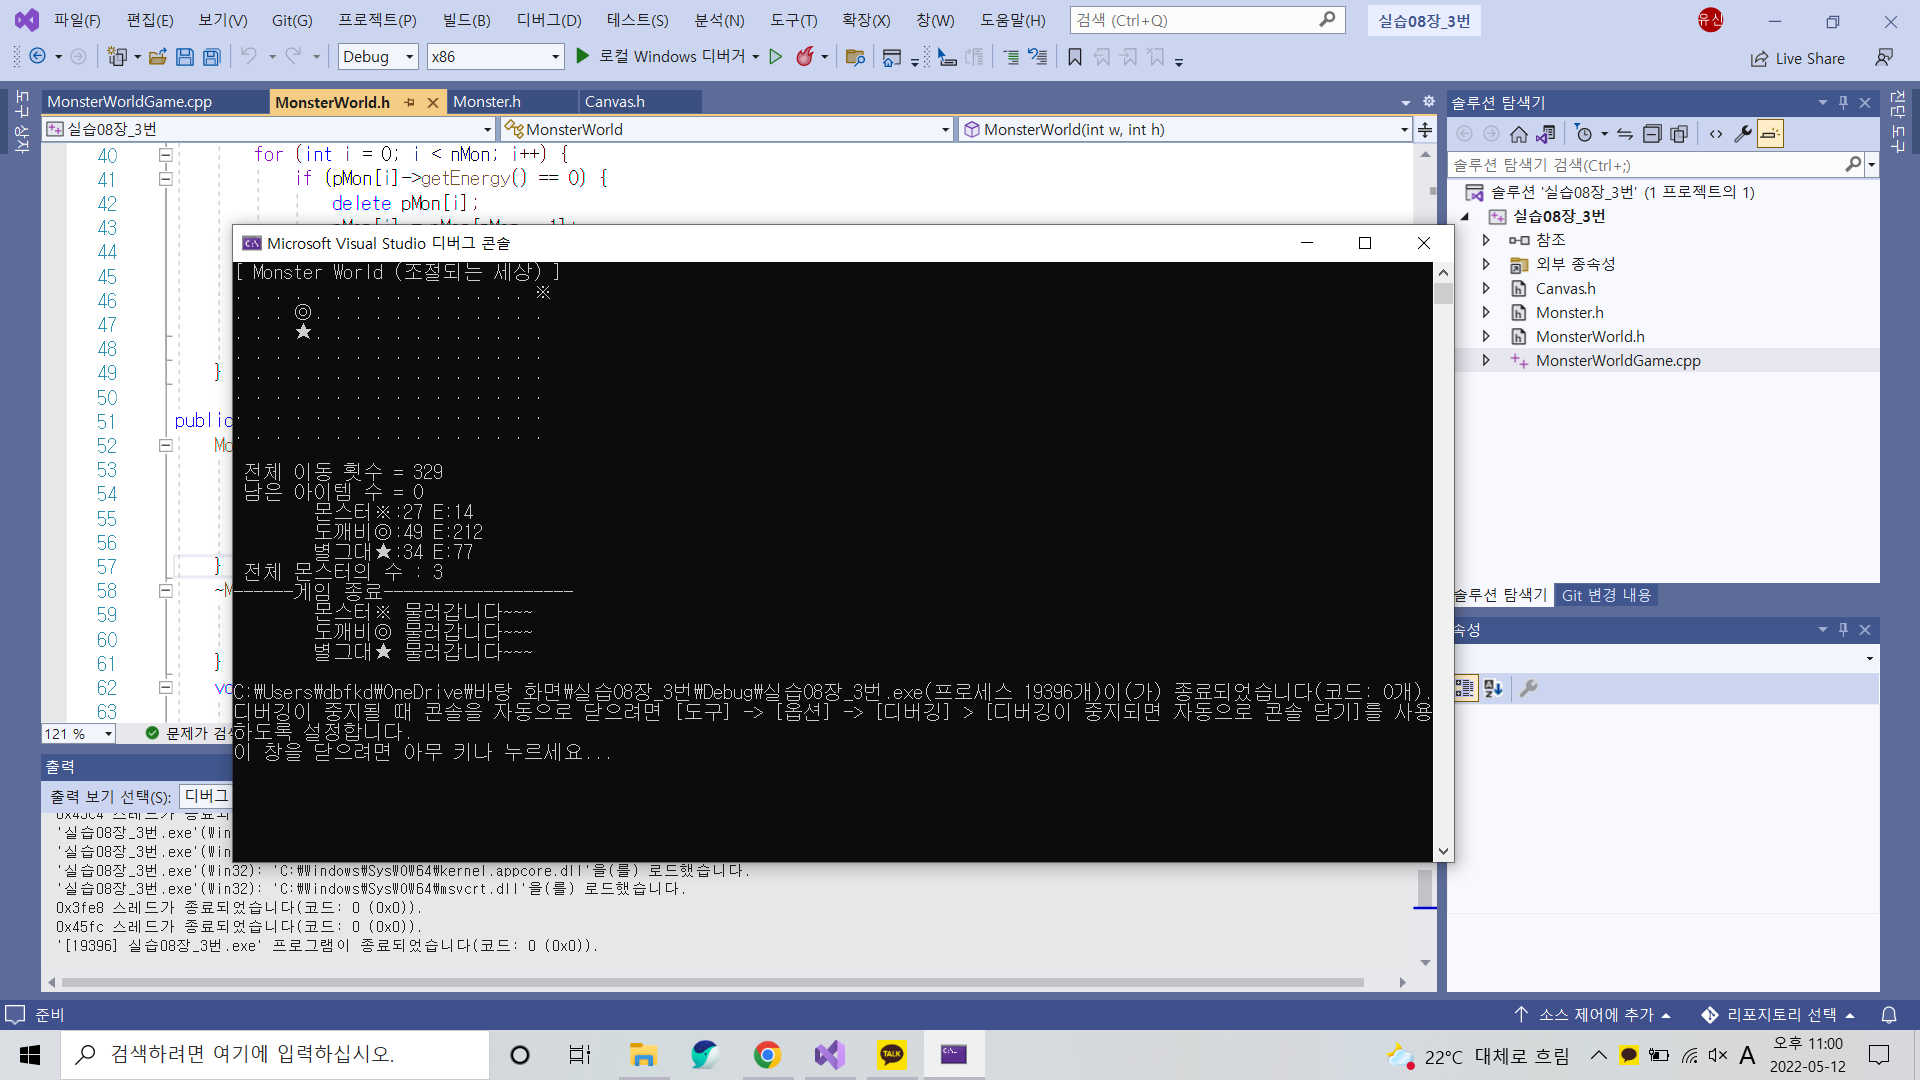 파일(F) 편집(E) 보기(V) Git(G) 프로젝트(P) 빌드(B) 디버그(D) 테스트(S) 분석(N) 도구(T) 확장(X) 창(W) 도움말(H) 검색 (Ctrl+Q) 실습08장_3번 유신
Debug x86 로컬 Windows 디버거 Live Share
도구 상자
MonsterWorldGame.cpp MonsterWorld.h Monster.h Canvas.h
실습08장_3번 MonsterWorld MonsterWorld(int w, int h)
40 for (int i = 0; i < nMon; i++) {
41 if (pMon[i]->getEnergy() == 0) {
42 delete pMon[i];
43
44
45
46
47
48
49 }
50
51 public
52
53
54
55
56
57 }
58
59
60
61 }
62
63
121 %
Microsoft Visual Studio 디버그 콘솔
[ Monster World (조절되는 세상) ]
. . . . . . . . . . . . . . . ※
. . . ◎ . . . . . . . . . . . .
. . . ★ . . . . . . . . . . . .
. . . . . . . . . . . . . . . .
. . . . . . . . . . . . . . . .
. . . . . . . . . . . . . . . .
. . . . . . . . . . . . . . . .
. . . . . . . . . . . . . . . .
전체 이동 횟수 = 329
남은 아이템 수 = 0
몬스터※:27 E:14
도깨비◎:49 E:212
별그대★:34 E:77
전체 몬스터의 수 : 3
------게임 종료-------------------
몬스터※ 물러갑니다~~~
도깨비◎ 물러갑니다~~~
별그대★ 물러갑니다~~~
C:\Users\dbfkd\OneDrive\바탕 화면\실습08장_3번\Debug\실습08장_3번.exe(프로세스 19396개)이(가) 종료되었습니다(코드: 0개).
디버깅이 중지될 때 콘솔을 자동으로 닫으려면 [도구] -> [옵션] -> [디버깅] > [디버깅이 중지되면 자동으로 콘솔 닫기]를 사용
하도록 설정합니다.
이 창을 닫으려면 아무 키나 누르세요...
출력
출력 보기 선택(S): 디버그
'실습08장_3번.exe'(Win
'실습08장_3번.exe'(Win
'실습08장_3번.exe'(Win32): 'C:\Windows\SysWOW64\kernel.appcore.dll'을(를) 로드했습니다.
'실습08장_3번.exe'(Win32): 'C:\Windows\SysWOW64\msvcrt.dll'을(를) 로드했습니다.
0x3fe8 스레드가 종료되었습니다(코드: 0 (0x0)).
0x45fc 스레드가 종료되었습니다(코드: 0 (0x0)).
'[19396] 실습08장_3번.exe' 프로그램이 종료되었습니다(코드: 0 (0x0)).
솔루션 탐색기
솔루션 탐색기 검색(Ctrl+;)
솔루션 '실습08장_3번' (1 프로젝트의 1)
실습08장_3번
참조
외부 종속성
Canvas.h
Monster.h
MonsterWorld.h
MonsterWorldGame.cpp
솔루션 탐색기 Git 변경 내용
속성
진단 도구
준비 소스 제어에 추가 리포지토리 선택
검색하려면 여기에 입력하십시오. TALK 22°C 대체로 흐림 A 오후 11:00
2022-05-12